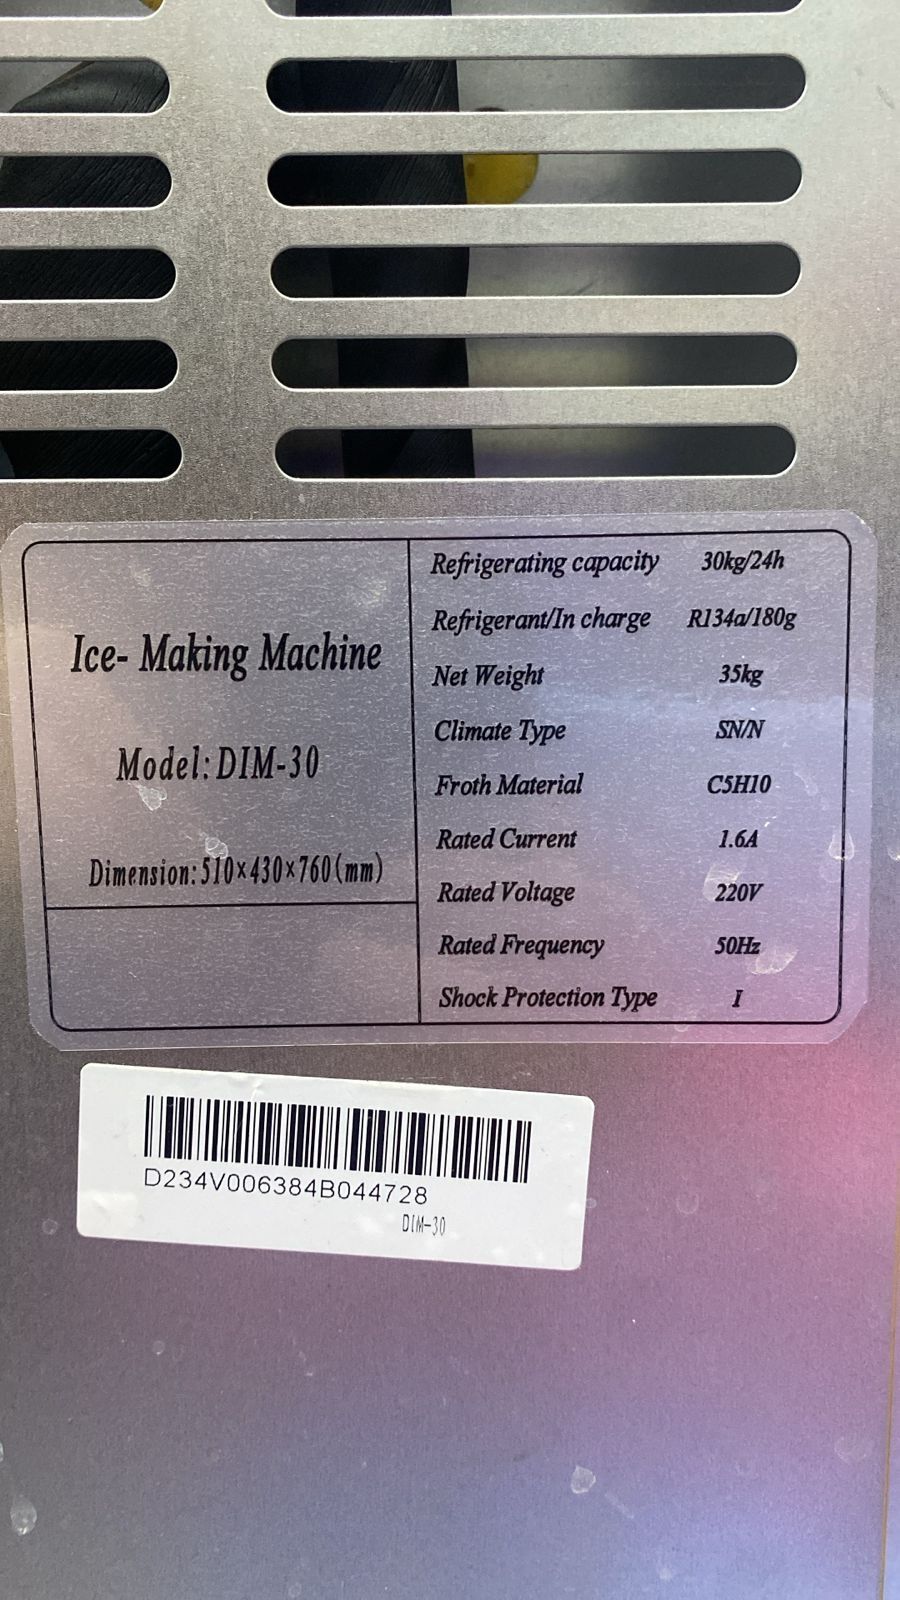 Ice- Making Machine
Model:DIM-30
Dimension:510×430×760(mm)
Refrigerating capacity 30kg/24h
Refrigerant/In charge R134a/180g
Net Weight 35kg
Climate Type SN/N
Froth Material C5H10
Rated Current 1.6A
Rated Voltage 220V
Rated Frequency 50Hz
Shock Protection Type I
D234V006384B044728
DIM-30